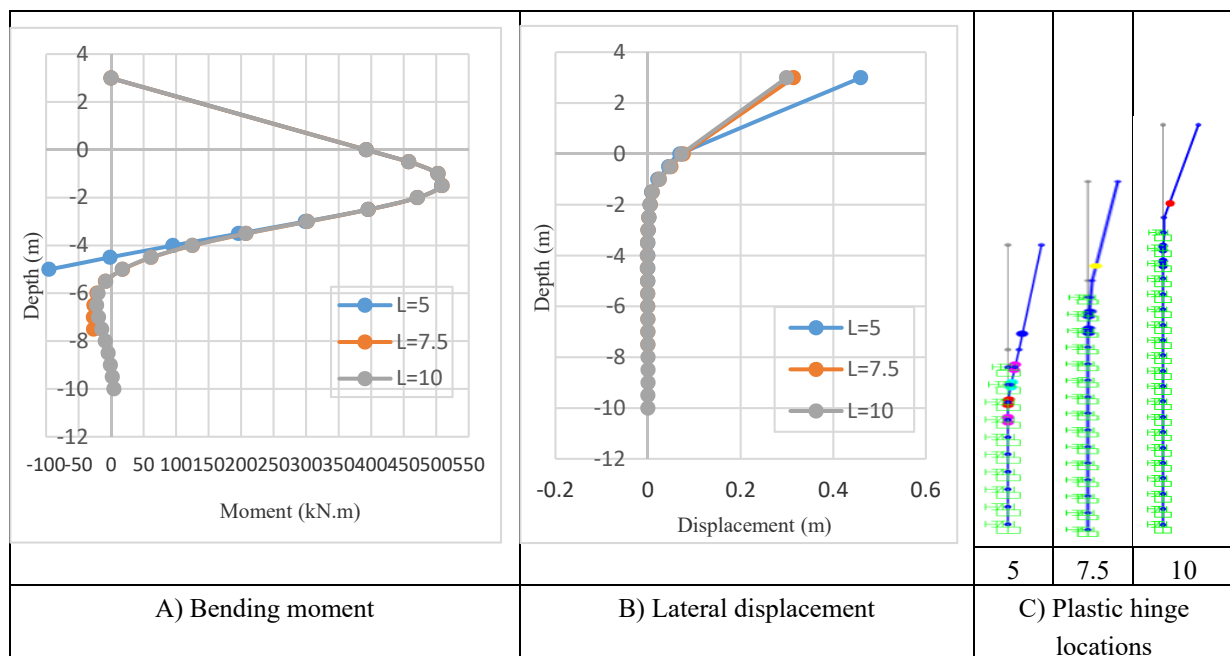 4
2
0
-2
-4
-6
-8
-10
-12
-100-50 0 50 100150200250300350400450500550
Depth (m)
Moment (kN.m)
L=5
L=7.5
L=10
4
2
0
-2
-4
-6
-8
-10
-12
-0.2 0 0.2 0.4 0.6
Depth (m)
Displacement (m)
L=5
L=7.5
L=10
5 7.5 10
A) Bending moment
B) Lateral displacement
C) Plastic hinge
locations